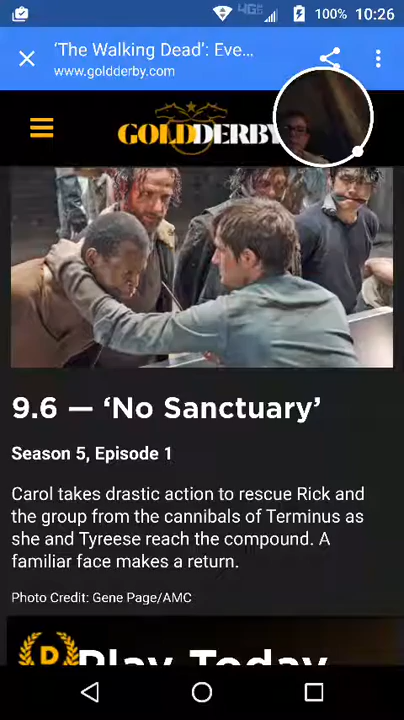 4G
100% 10:26
‘The Walking Dead’: Eve...
www.goldderby.com
GOLDDERBY
9.6 — ‘No Sanctuary’
Season 5, Episode 1
Carol takes drastic action to rescue Rick and
the group from the cannibals of Terminus as
she and Tyreese reach the compound. A
familiar face makes a return.
Photo Credit: Gene Page/AMC
D Play Today